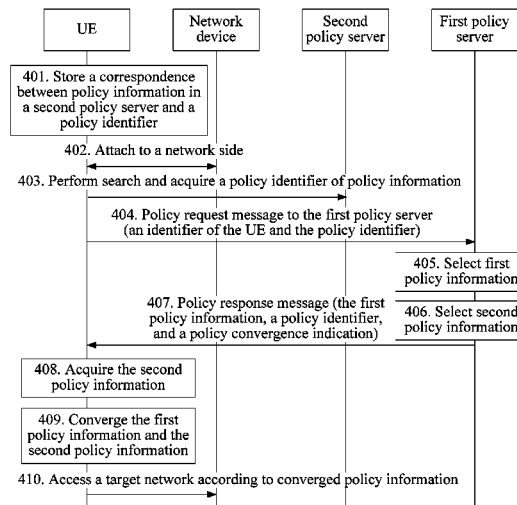 UE
Network
device
Second
policy server
First policy
server
401. Store a correspondence
between policy information in
a second policy server and a
policy identifier
402. Attach to a network side
403. Perform search and acquire a policy identifier of policy information
404. Policy request message to the first policy server
(an identifier of the UE and the policy identifier)
405. Select first
policy information
407. Policy response message (the first
policy information, a policy identifier,
and a policy convergence indication)
406. Select second
policy information
408. Acquire the second
policy information
409. Converge the first
policy information and the
second policy information
410. Access a target network according to converged policy information